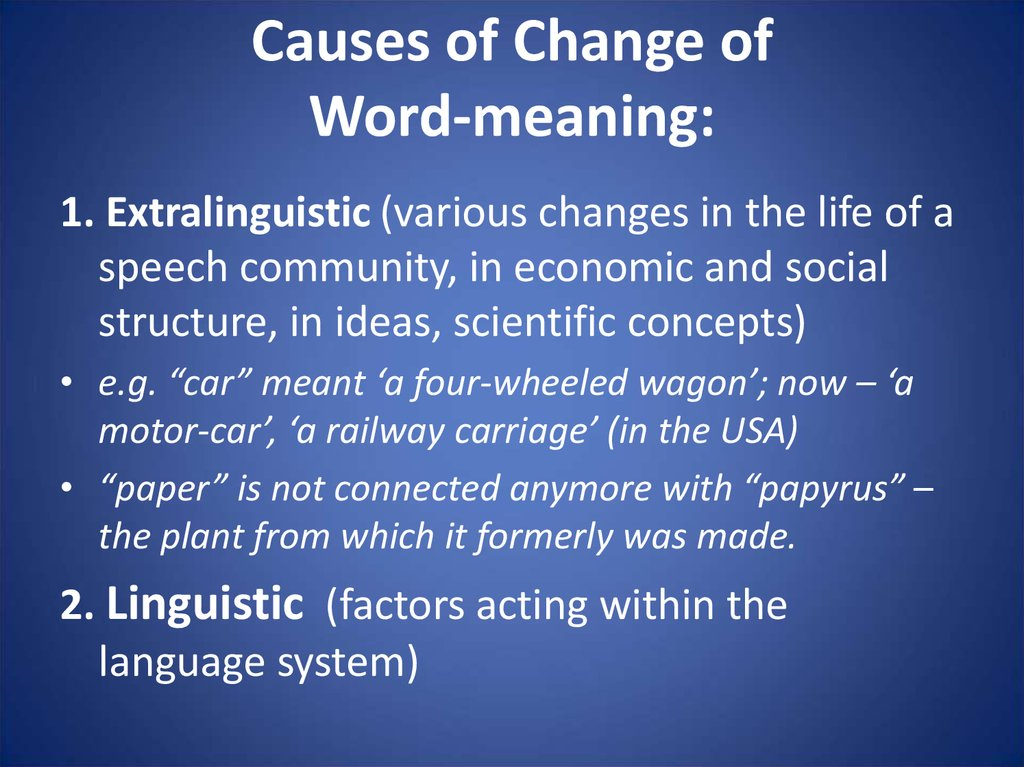 Causes of Change of
Word-meaning:
1. Extralinguistic (various changes in the life of a
speech community, in economic and social
structure, in ideas, scientific concepts)
• e.g. “car” meant ‘a four-wheeled wagon’; now – ‘a
motor-car’, ‘a railway carriage’ (in the USA)
• “paper” is not connected anymore with “papyrus” –
the plant from which it formerly was made.
2. Linguistic (factors acting within the
language system)